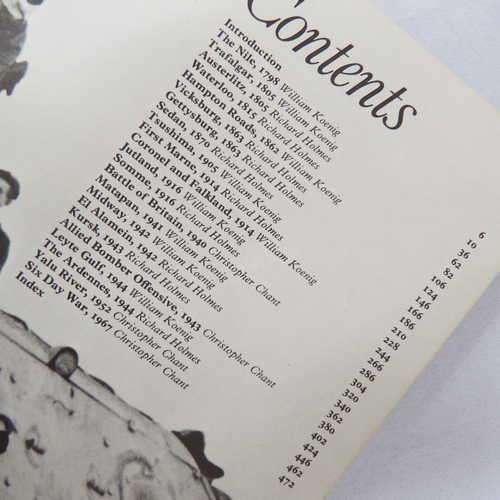 Contents
Introduction 6
The Nile, 1798 William Koenig 10
Trafalgar, 1805 William Koenig 36
Austerlitz, 1805 Richard Holmes 62
Waterloo, 1815 Richard Holmes 82
Hampton Roads, 1862 William Koenig 106
Vicksburg, 1863 Richard Holmes 124
Gettysburg, 1863 Richard Holmes 146
Sedan, 1870 Richard Holmes 166
Tsushima, 1905 William Koenig 186
First Marne, 1914 Richard Holmes 210
Coronel and Falkland, 1914 William Koenig 228
Jutland, 1916 William Koenig 244
Somme, 1916 Richard Holmes 266
Battle of Britain, 1940 Christopher Chant 286
Matapan, 1941 William Koenig 304
Midway, 1942 William Koenig 320
El Alamein, 1942 Richard Holmes 340
Kursk, 1943 Richard Holmes 362
Allied Bomber Offensive, 1943 Christopher Chant 380
Leyte Gulf, 1944 William Koenig 402
The Ardennes, 1944 Richard Holmes 424
Yalu River, 1952 Christopher Chant 446
Six Day War, 1967 Christopher Chant 462
Index 472